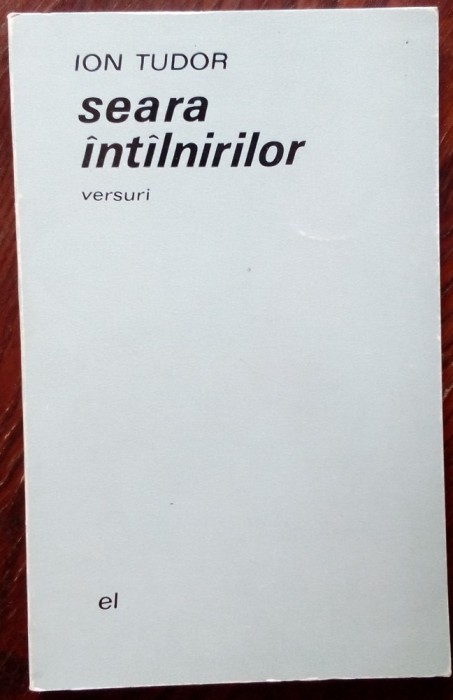 ION TUDOR
seara
întîlnirilor
versuri
el